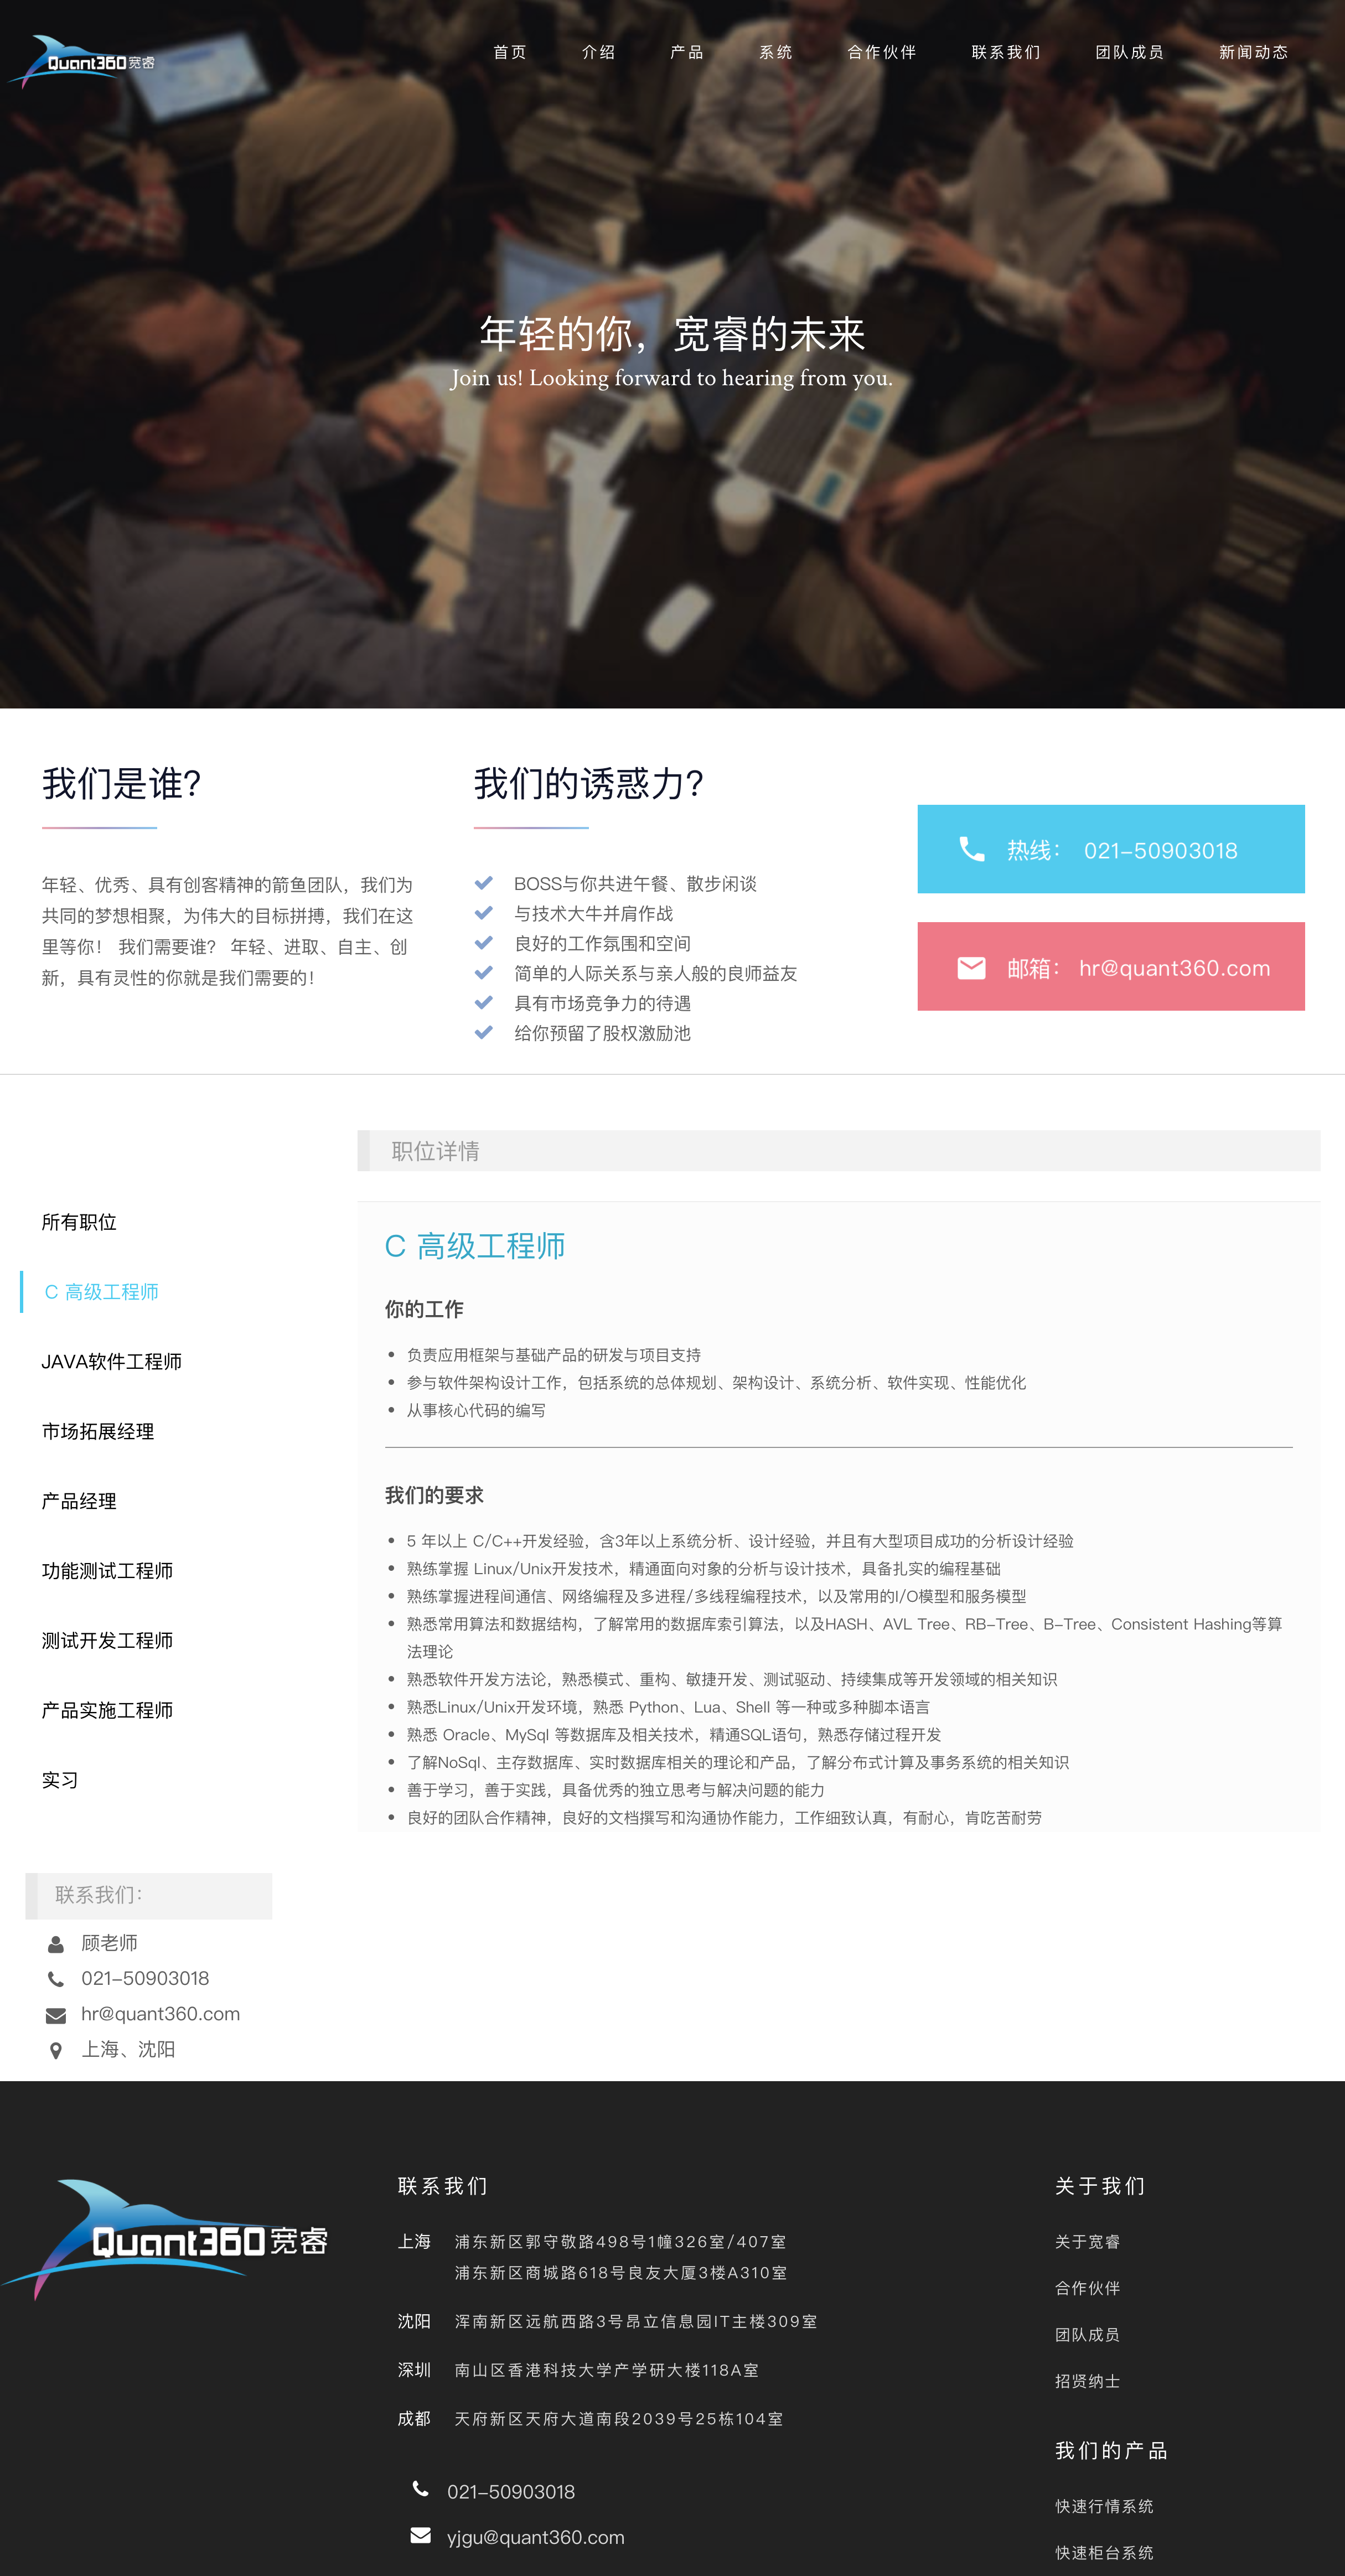 Quant360宽睿
首页 介绍 产品 系统 合作伙伴 联系我们 团队成员 新闻动态
年轻的你，宽睿的未来
Join us! Looking forward to hearing from you.
我们是谁?
年轻、优秀、具有创客精神的箭鱼团队，我们为
共同的梦想相聚，为伟大的目标拼搏，我们在这
里等你！ 我们需要谁？ 年轻、进取、自主、创
新，具有灵性的你就是我们需要的！
我们的诱惑力?
BOSS与你共进午餐、散步闲谈
与技术大牛并肩作战
良好的工作氛围和空间
简单的人际关系与亲人般的良师益友
具有市场竞争力的待遇
给你预留了股权激励池
热线： 021-50903018
邮箱： hr@quant360.com
所有职位
C 高级工程师
JAVA软件工程师
市场拓展经理
产品经理
功能测试工程师
测试开发工程师
产品实施工程师
实习
联系我们：
顾老师
021-50903018
hr@quant360.com
上海、沈阳
职位详情
C 高级工程师
你的工作
负责应用框架与基础产品的研发与项目支持
参与软件架构设计工作，包括系统的总体规划、架构设计、系统分析、软件实现、性能优化
从事核心代码的编写
我们的要求
5 年以上 C/C++开发经验，含3年以上系统分析、设计经验，并且有大型项目成功的分析设计经验
熟练掌握 Linux/Unix开发技术，精通面向对象的分析与设计技术，具备扎实的编程基础
熟练掌握进程间通信、网络编程及多进程/多线程编程技术，以及常用的I/O模型和服务模型
熟悉常用算法和数据结构，了解常用的数据库索引算法，以及HASH、AVL Tree、RB-Tree、B-Tree、Consistent Hashing等算
法理论
熟悉软件开发方法论，熟悉模式、重构、敏捷开发、测试驱动、持续集成等开发领域的相关知识
熟悉Linux/Unix开发环境，熟悉 Python、Lua、Shell 等一种或多种脚本语言
熟悉 Oracle、MySql 等数据库及相关技术，精通SQL语句，熟悉存储过程开发
了解NoSql、主存数据库、实时数据库相关的理论和产品，了解分布式计算及事务系统的相关知识
善于学习，善于实践，具备优秀的独立思考与解决问题的能力
良好的团队合作精神，良好的文档撰写和沟通协作能力，工作细致认真，有耐心，肯吃苦耐劳
Quant360宽睿
联系我们
上海 浦东新区郭守敬路498号1幢326室/407室
浦东新区商城路618号良友大厦3楼A310室
沈阳 浑南新区远航西路3号昂立信息园IT主楼309室
深圳 南山区香港科技大学产学研大楼118A室
成都 天府新区天府大道南段2039号25栋104室
021-50903018
yjgu@quant360.com
关于我们
关于宽睿
合作伙伴
团队成员
招贤纳士
我们的产品
快速行情系统
快速柜台系统